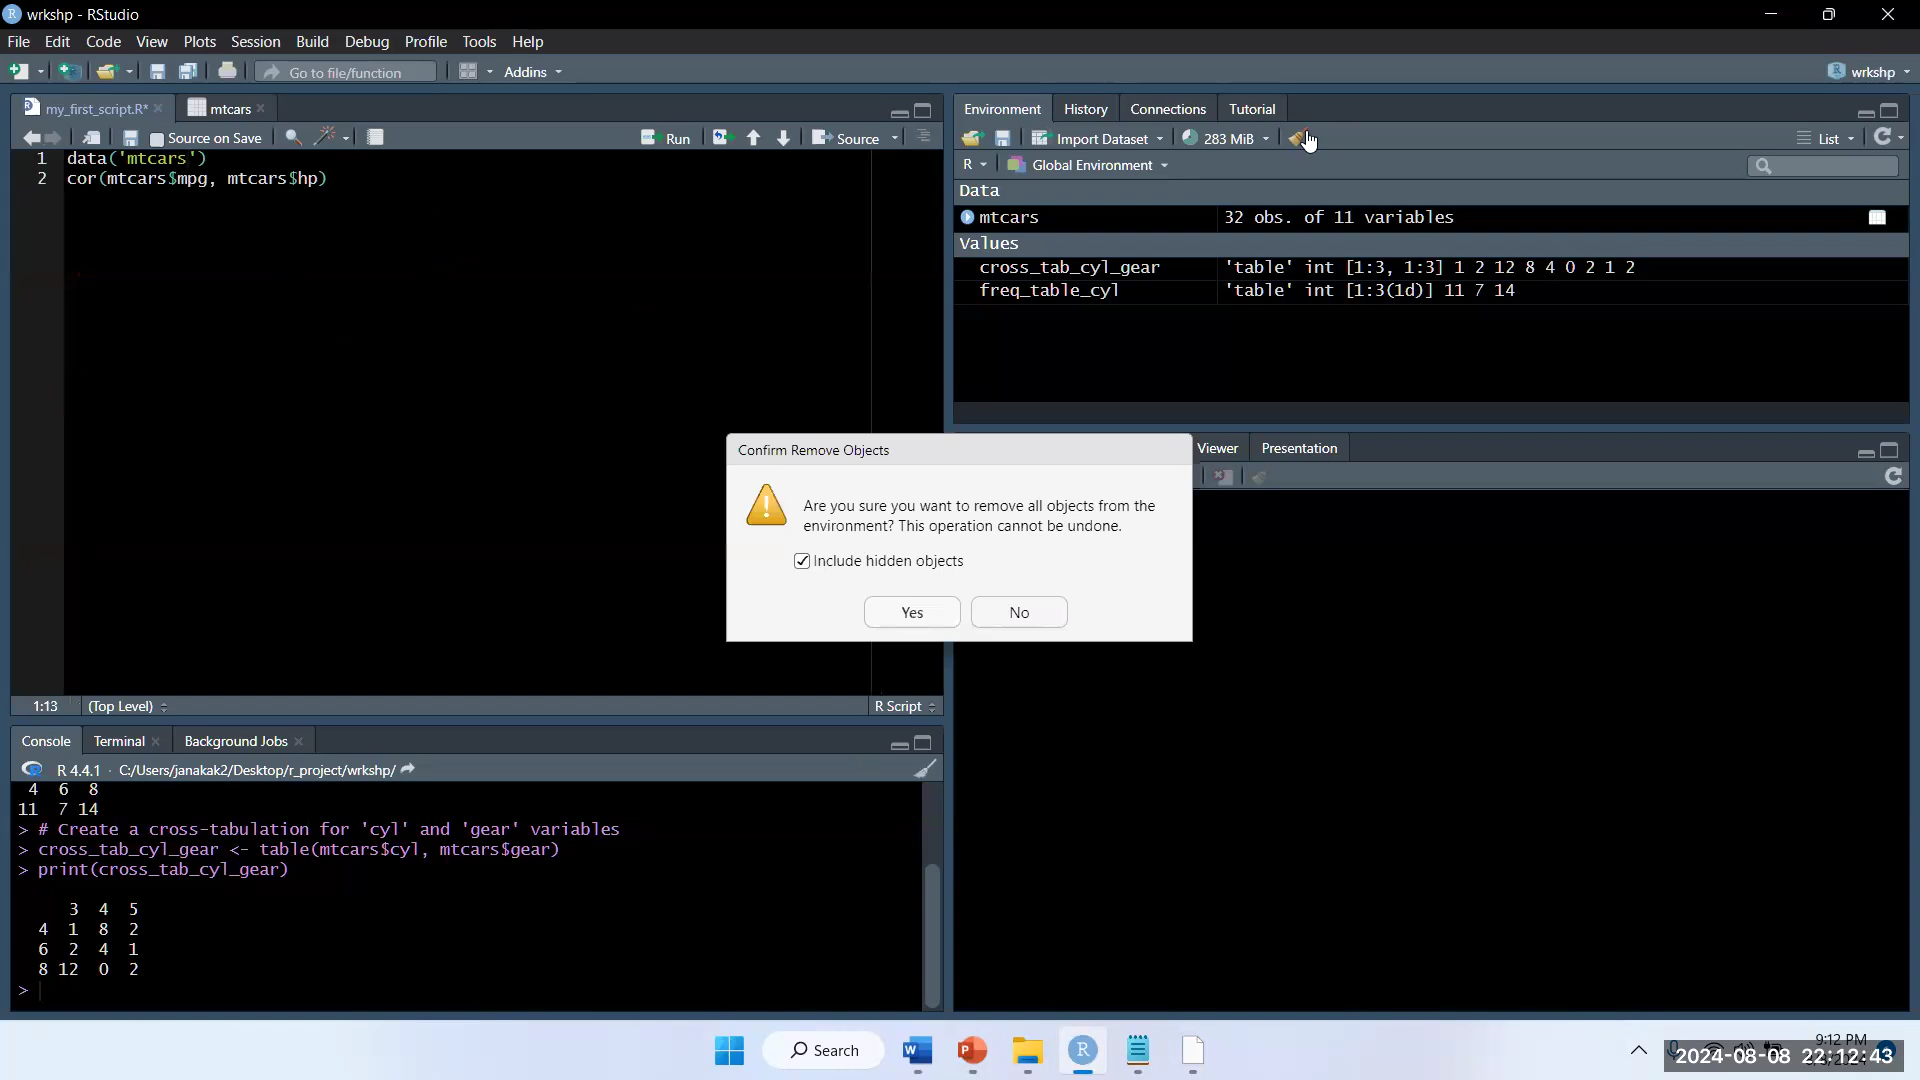 wrkshp - RStudio
File Edit Code View Plots Session Build Debug Profile Tools Help
Go to file/function Addins wrkshp
my_first_script.R* mtcars
Source on Save Run Source
1 data('mtcars')
2 cor(mtcars$mpg, mtcars$hp)
1:13 (Top Level) R Script
Environment History Connections Tutorial
Import Dataset 283 MiB List
R Global Environment
Data
mtcars 32 obs. of 11 variables
Values
cross_tab_cyl_gear 'table' int [1:3, 1:3] 1 2 12 8 4 0 2 1 2
freq_table_cyl 'table' int [1:3(1d)] 11 7 14
Viewer Presentation
Confirm Remove Objects
Are you sure you want to remove all objects from the
environment? This operation cannot be undone.
Include hidden objects
Yes No
Console Terminal Background Jobs
R 4.4.1 · C:/Users/janakak2/Desktop/r_project/wrkshp/
4 6 8
11 7 14
> # Create a cross-tabulation for 'cyl' and 'gear' variables
> cross_tab_cyl_gear <- table(mtcars$cyl, mtcars$gear)
> print(cross_tab_cyl_gear)
3 4 5
4 1 8 2
6 2 4 1
8 12 0 2
>
Search
9:12 PM
2024-08-08 22:12:43